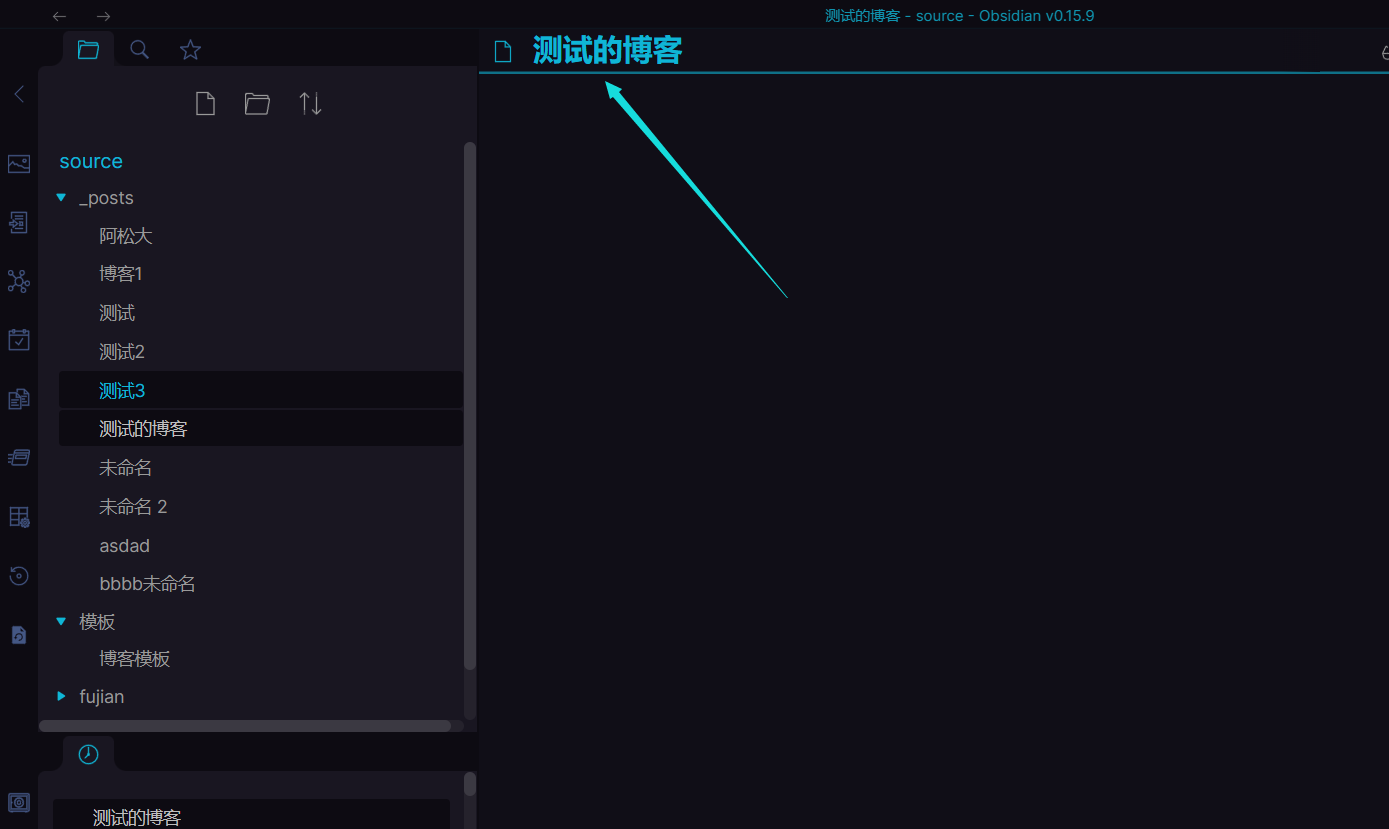 测试的博客 - source - Obsidian v0.15.9
测试的博客
source
_posts
阿松大
博客1
测试
测试2
测试3
测试的博客
未命名
未命名 2
asdad
bbbb未命名
模板
博客模板
fujian
测试的博客